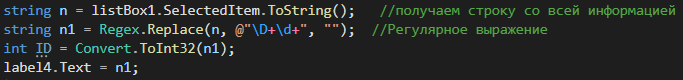 string n = listBox1.SelectedItem.ToString();   //получаем строку со всей информацией
string n1 = Regex.Replace(n, @"\D+\d+", "");  //Регулярное выражение
int ID = Convert.ToInt32(n1);
label4.Text = n1;